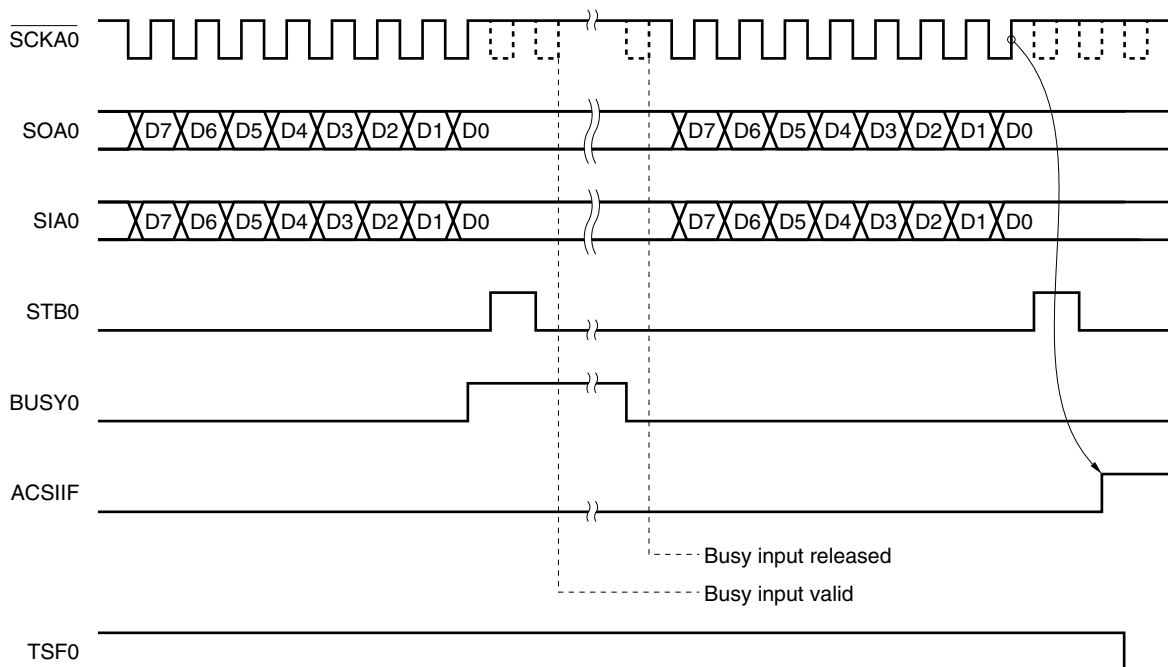 SCKA0
SOA0 D7 D6 D5 D4 D3 D2 D1 D0 D7 D6 D5 D4 D3 D2 D1 D0
SIA0 D7 D6 D5 D4 D3 D2 D1 D0 D7 D6 D5 D4 D3 D2 D1 D0
STB0
BUSY0
ACSIIF
Busy input released
Busy input valid
TSF0